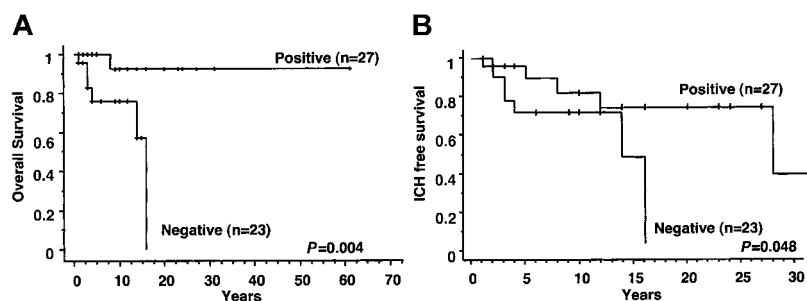 A
Overall Survival
1
0.8
0.6
0.4
0.2
0
Positive (n=27)
Negative (n=23)
P=0.004
0 10 20 30 40 50 60 70
Years
B
ICH free survival
1
0.8
0.6
0.4
0.2
0
Positive (n=27)
Negative (n=23)
P=0.048
0 5 10 15 20 25 30
Years